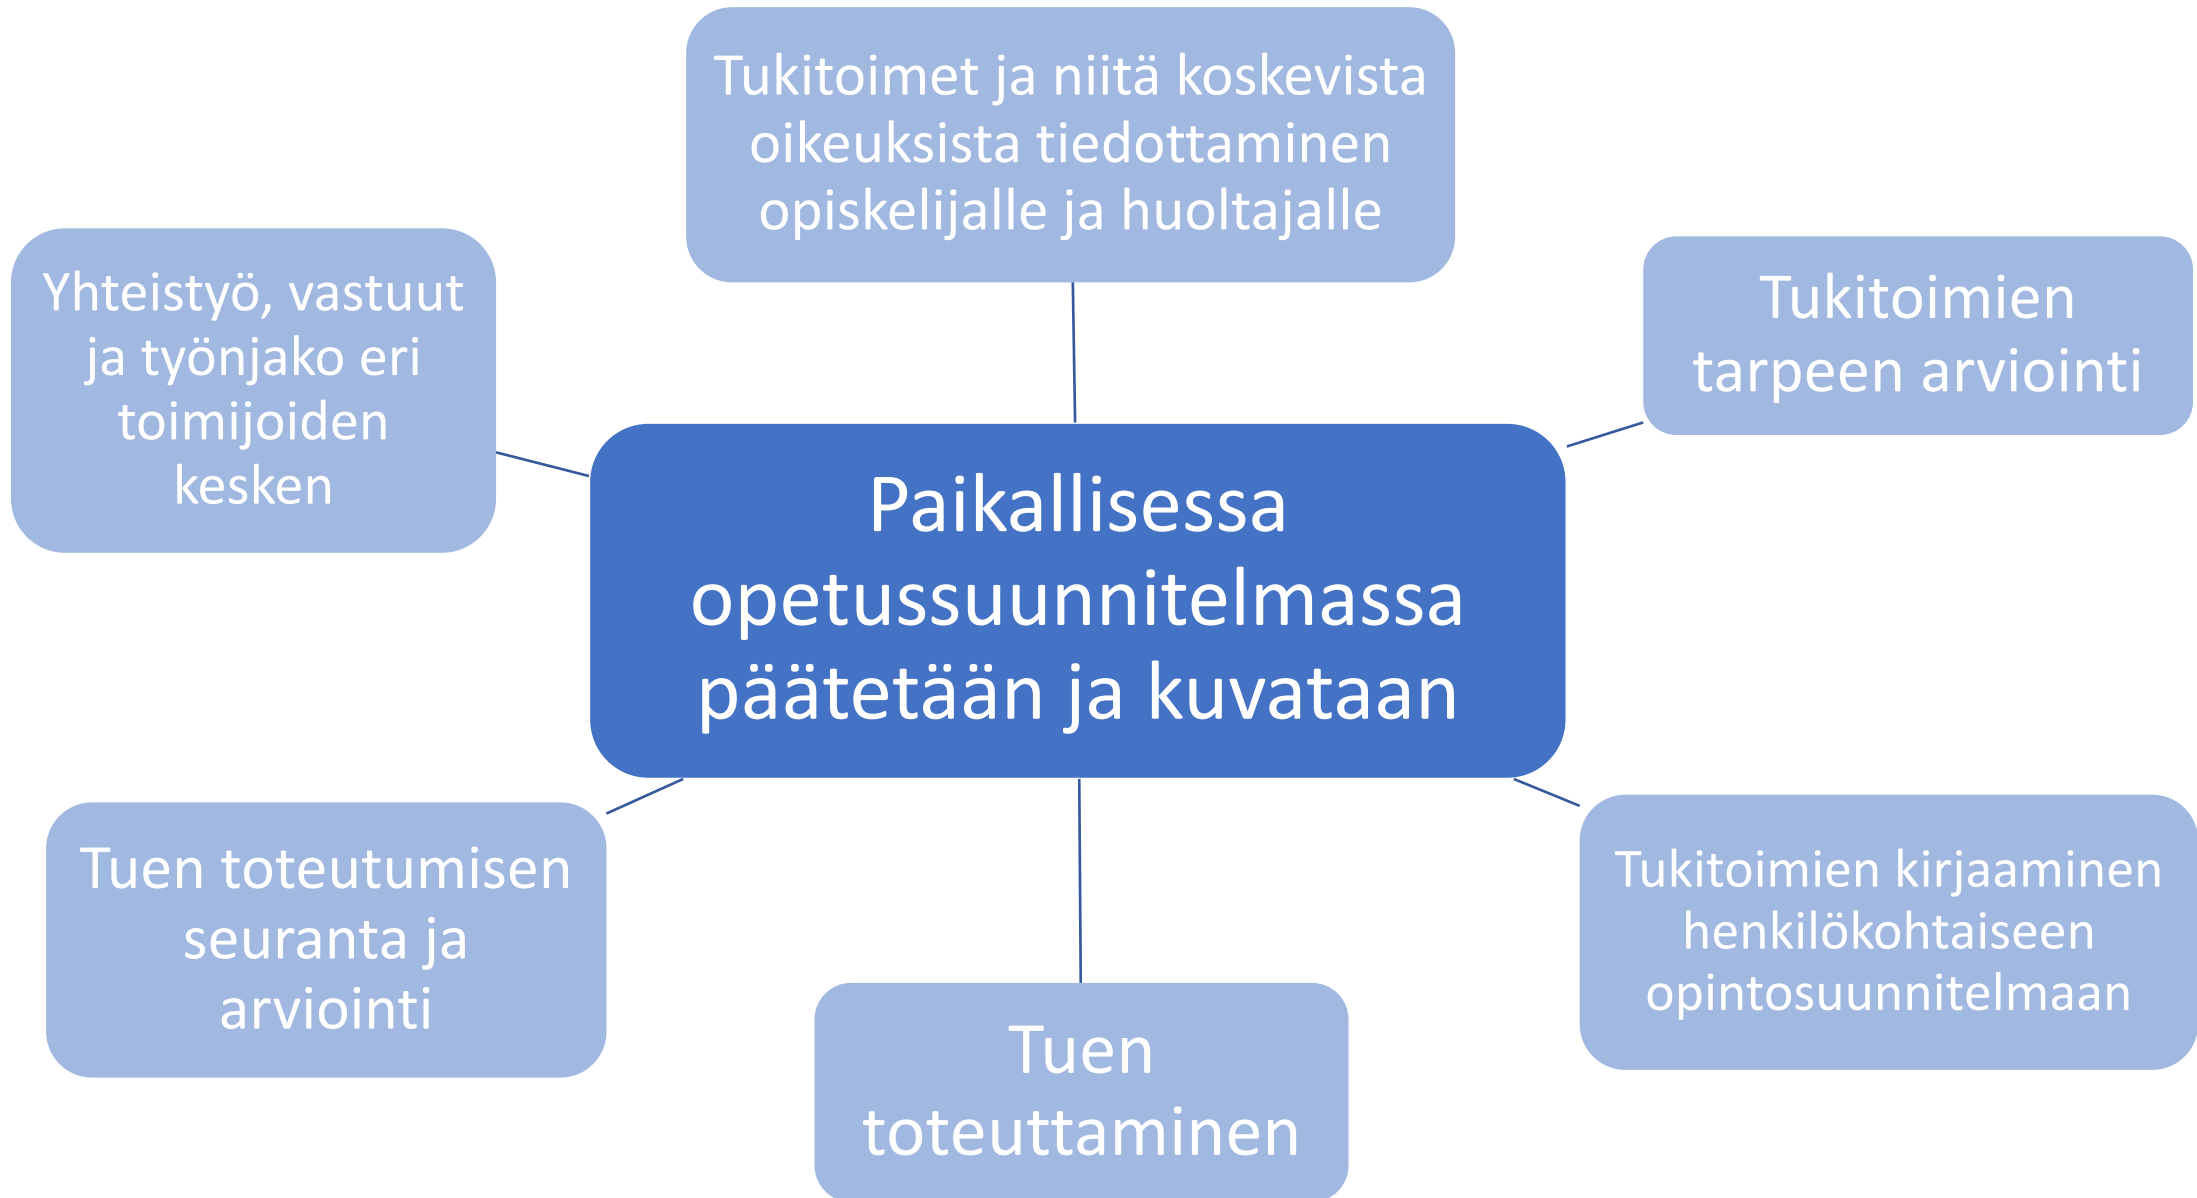 Tukitoimet ja niitä koskevista
oikeuksista tiedottaminen
opiskelijalle ja huoltajalle
Yhteistyö, vastuut
ja työnjako eri
toimijoiden
kesken
Tukitoimien
tarpeen arviointi
Paikallisessa
opetussuunnitelmassa
päätetään ja kuvataan
Tuen toteutumisen
seuranta ja
arviointi
Tukitoimien kirjaaminen
henkilökohtaiseen
opintosuunnitelmaan
Tuen
toteuttaminen